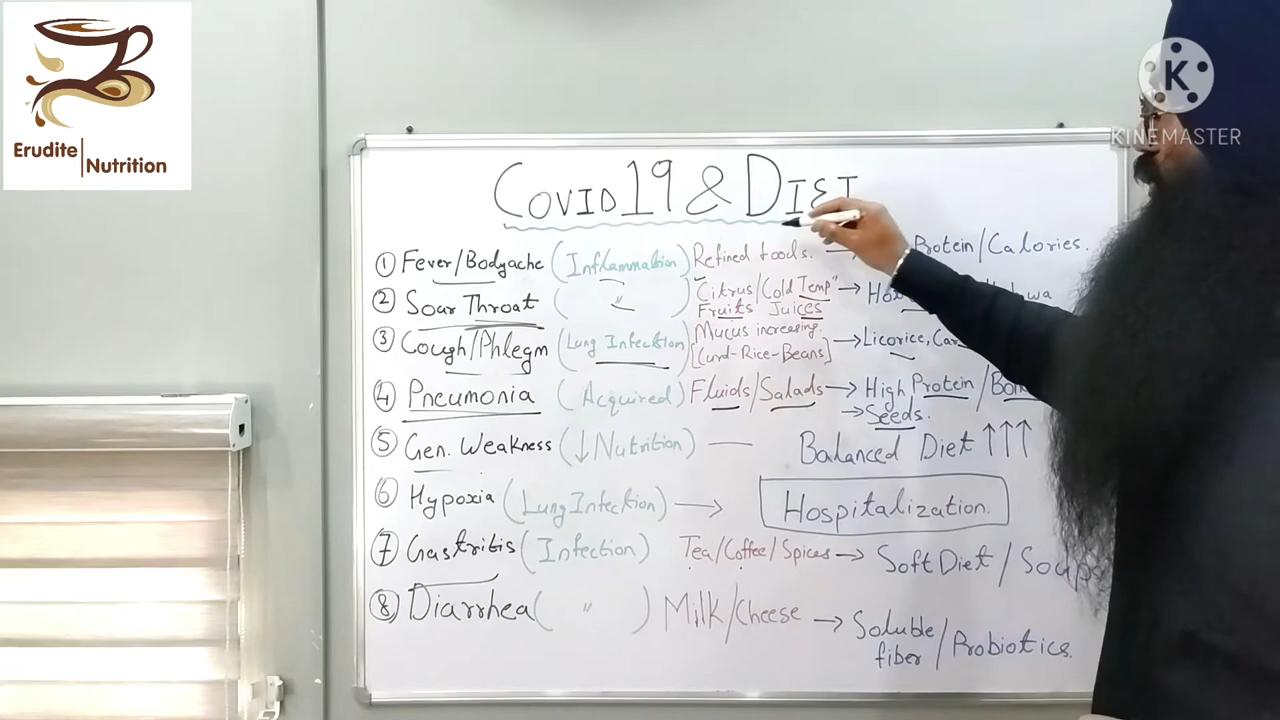 Erudite Nutrition
K
KINEMASTER
COVID 19 & DIET
① Fever/Bodyache (Inflammation) Refined foods. → Protein/Calories.
② Sour Throat ( " ) Citrus/Cold Temp" →
Fruits Juices
③ Cough/Phlegm (Lung Infection) Mucus increasing. → Licorice,
[Curd-Rice-Beans]
④ Pneumonia (Acquired) Fluids/Salads → High Protein /
→ Seeds.
⑤ Gen. Weakness (↓ Nutrition) — Balanced Diet ↑↑↑
⑥ Hypoxia (Lung Infection) → Hospitalization.
⑦ Gastritis (Infection) Tea/Coffee/Spices → Soft Diet / Soup
⑧ Diarrhea ( " ) Milk/Cheese → Soluble fiber / Probiotics.